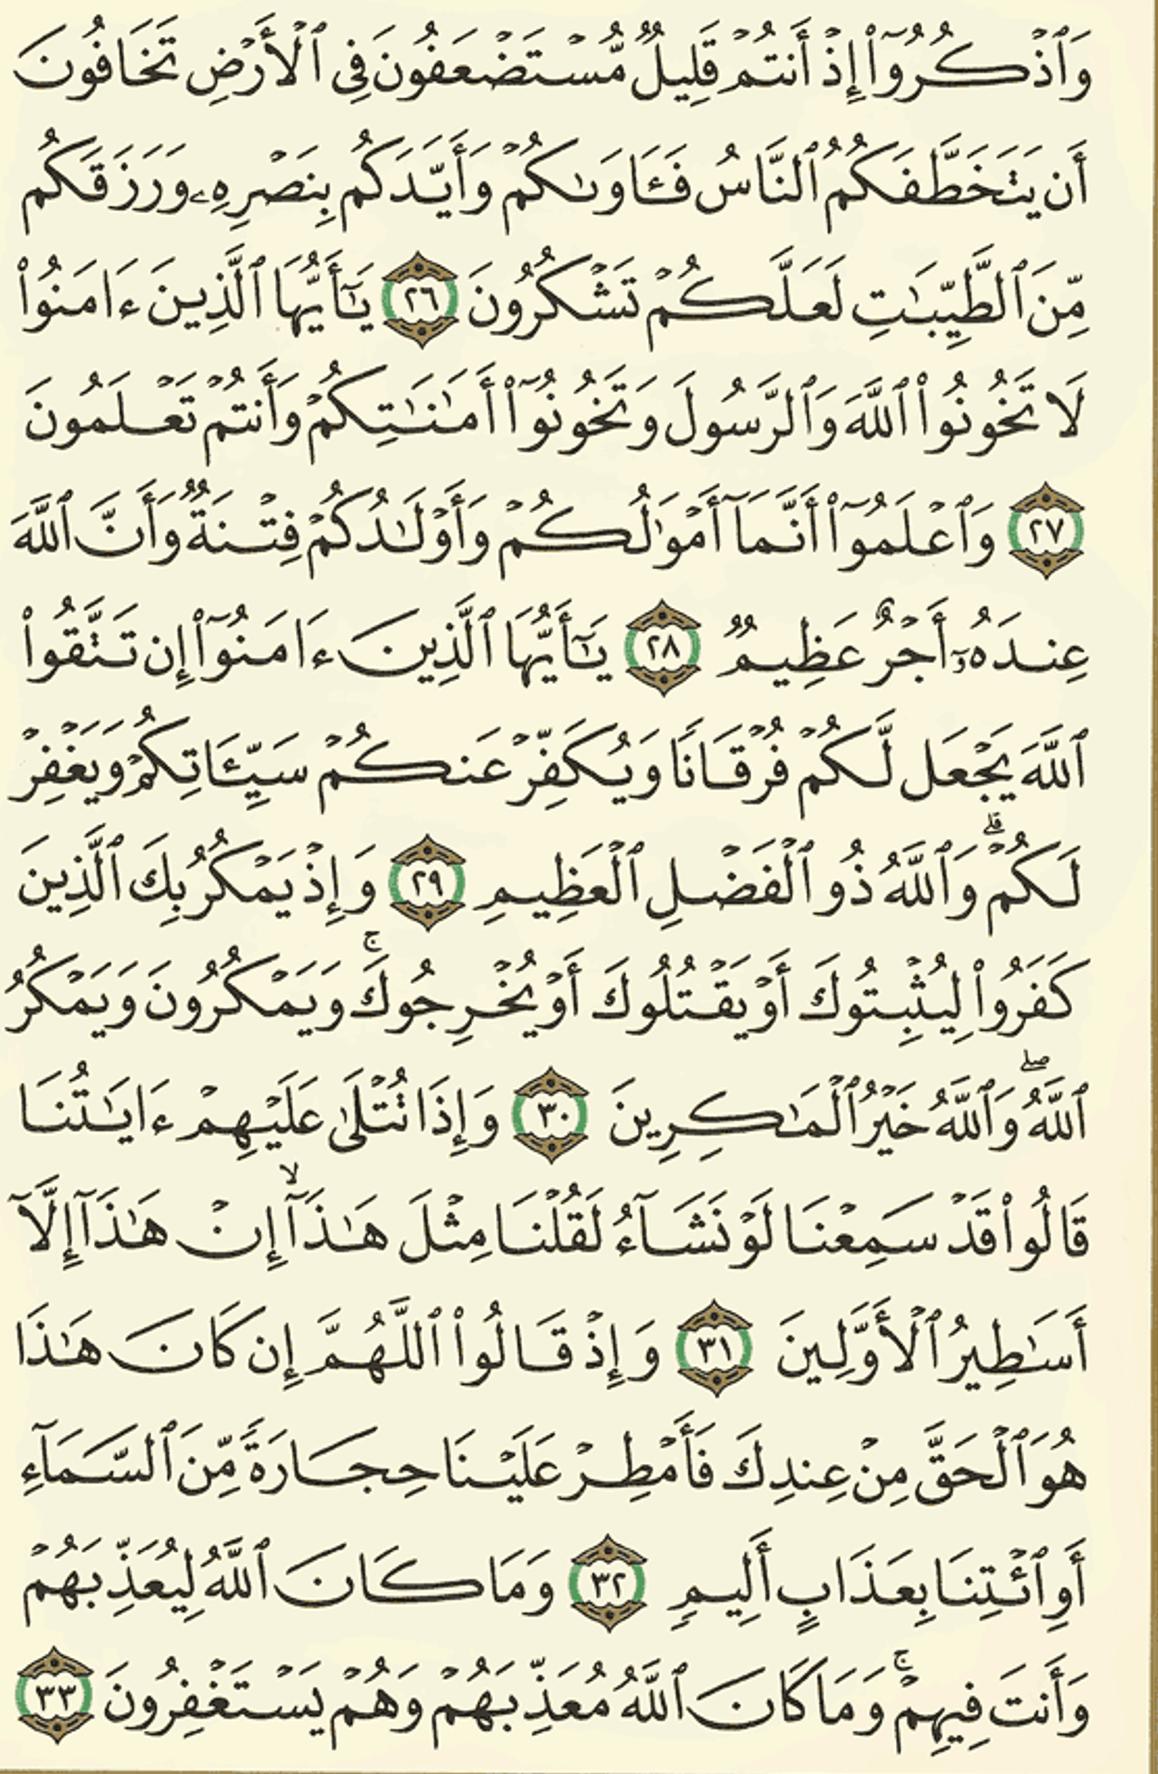 وَٱذۡكُرُوٓاْ إِذۡ أَنتُمۡ قَلِيلٞ مُّسۡتَضۡعَفُونَ فِي ٱلۡأَرۡضِ تَخَافُونَ
أَن يَتَخَطَّفَكُمُ ٱلنَّاسُ فَـَٔاوَىٰكُمۡ وَأَيَّدَكُم بِنَصۡرِهِۦ وَرَزَقَكُم
مِّنَ ٱلطَّيِّبَٰتِ لَعَلَّكُمۡ تَشۡكُرُونَ ٢٦ يَٰٓأَيُّهَا ٱلَّذِينَ ءَامَنُواْ
لَا تَخُونُواْ ٱللَّهَ وَٱلرَّسُولَ وَتَخُونُوٓاْ أَمَٰنَٰتِكُمۡ وَأَنتُمۡ تَعۡلَمُونَ
٢٧ وَٱعۡلَمُوٓاْ أَنَّمَآ أَمۡوَٰلُكُمۡ وَأَوۡلَٰدُكُمۡ فِتۡنَةٞ وَأَنَّ ٱللَّهَ
عِندَهُۥٓ أَجۡرٌ عَظِيمٞ ٢٨ يَٰٓأَيُّهَا ٱلَّذِينَ ءَامَنُوٓاْ إِن تَتَّقُواْ
ٱللَّهَ يَجۡعَل لَّكُمۡ فُرۡقَانٗا وَيُكَفِّرۡ عَنكُمۡ سَيِّـَٔاتِكُمۡ وَيَغۡفِرۡ
لَكُمۡۗ وَٱللَّهُ ذُو ٱلۡفَضۡلِ ٱلۡعَظِيمِ ٢٩ وَإِذۡ يَمۡكُرُ بِكَ ٱلَّذِينَ
كَفَرُواْ لِيُثۡبِتُوكَ أَوۡ يَقۡتُلُوكَ أَوۡ يُخۡرِجُوكَۚ وَيَمۡكُرُونَ وَيَمۡكُرُ
ٱللَّهُۖ وَٱللَّهُ خَيۡرُ ٱلۡمَٰكِرِينَ ٣٠ وَإِذَا تُتۡلَىٰ عَلَيۡهِمۡ ءَايَٰتُنَا
قَالُواْ قَدۡ سَمِعۡنَا لَوۡ نَشَآءُ لَقُلۡنَا مِثۡلَ هَٰذَآۙ إِنۡ هَٰذَآ إِلَّآ
أَسَٰطِيرُ ٱلۡأَوَّلِينَ ٣١ وَإِذۡ قَالُواْ ٱللَّهُمَّ إِن كَانَ هَٰذَا
هُوَ ٱلۡحَقَّ مِنۡ عِندِكَ فَأَمۡطِرۡ عَلَيۡنَا حِجَارَةٗ مِّنَ ٱلسَّمَآءِ
أَوِ ٱئۡتِنَا بِعَذَابٍ أَلِيمٖ ٣٢ وَمَا كَانَ ٱللَّهُ لِيُعَذِّبَهُمۡ
وَأَنتَ فِيهِمۡۚ وَمَا كَانَ ٱللَّهُ مُعَذِّبَهُمۡ وَهُمۡ يَسۡتَغۡفِرُونَ ٣٣